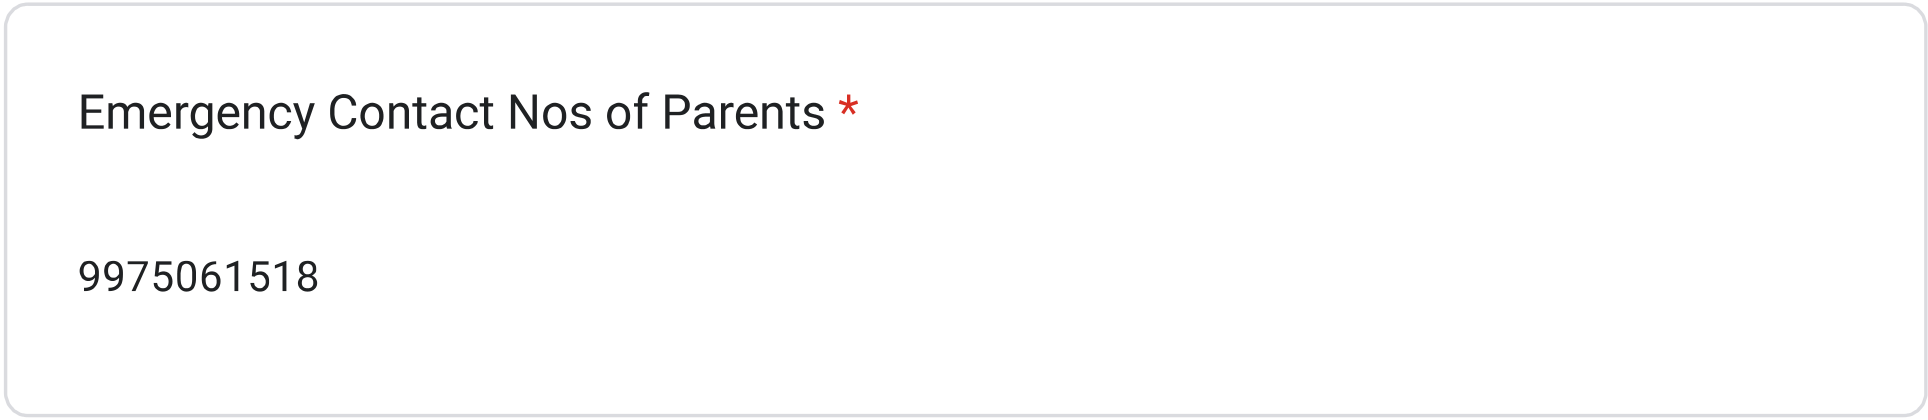 Emergency Contact Nos of Parents *
9975061518